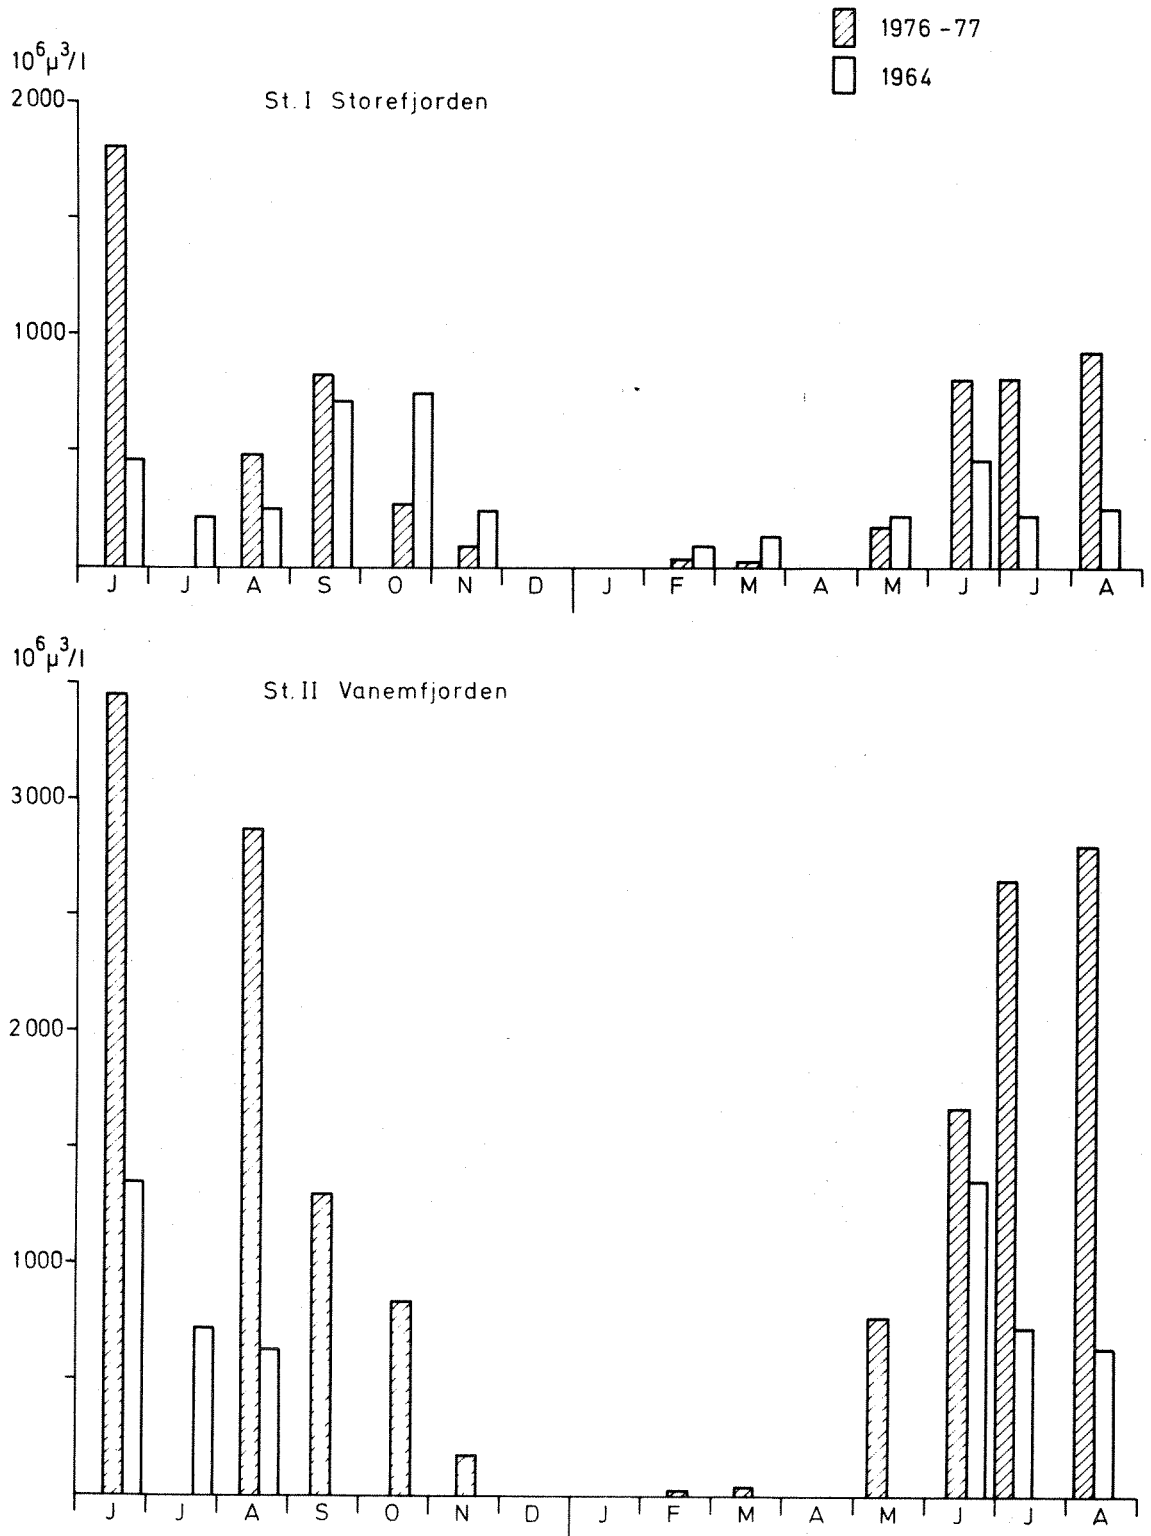 1976-77
1964
10⁶μ³/l
St. I Storefjorden
2000
1000
J J A S O N D J F M A M J J A
10⁶μ³/l
St. II Vanemfjorden
3000
2000
1000
J J A S O N D J F M A M J J A